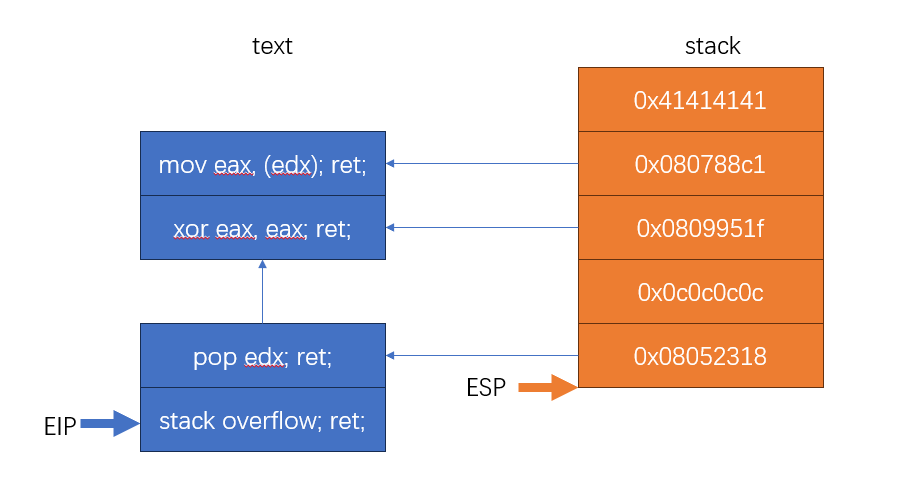 text
stack
0x41414141
mov eax, (edx); ret;
0x080788c1
xor eax, eax; ret;
0x0809951f
0x0c0c0c0c
pop edx; ret;
0x08052318
ESP
EIP
stack overflow; ret;